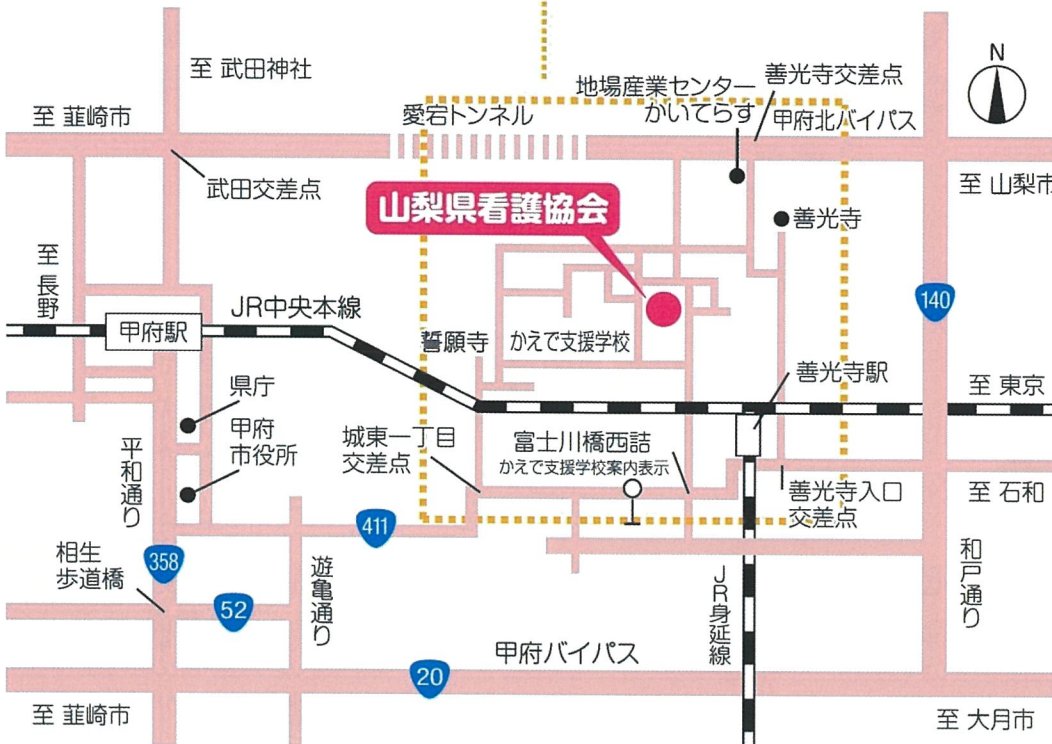 N
至 武田神社
地場産業センター
かいてらす
善光寺交差点
至 韮崎市
愛宕トンネル
甲府北バイパス
武田交差点
至 山梨市
山梨県看護協会
善光寺
至 長野
140
JR中央本線
甲府駅
誓願寺
かえで支援学校
善光寺駅
至 東京
県庁
甲府
市役所
平和通り
城東一丁目
交差点
富士川橋西詰
かえで支援学校案内表示
善光寺入口
交差点
至 石和
411
相生
歩道橋
358
52
遊亀通り
JR身延線
和戸通り
甲府バイパス
20
至 韮崎市
至 大月市